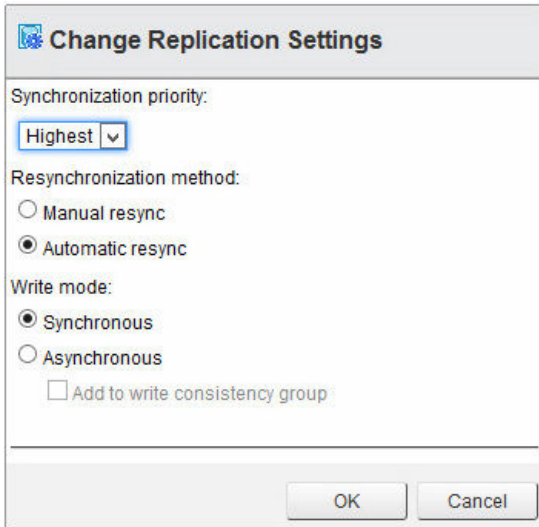 Change Replication Settings
Synchronization priority:
Highest
Resynchronization method:
Manual resync
Automatic resync
Write mode:
Synchronous
Asynchronous
Add to write consistency group
OK Cancel